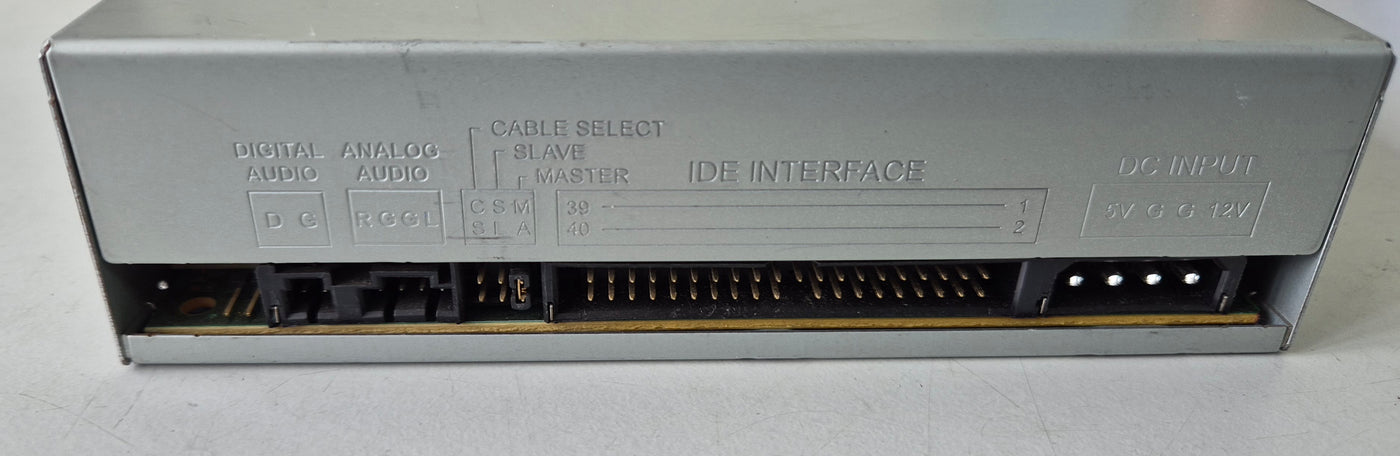 CABLE SELECT
SLAVE
MASTER
DIGITAL AUDIO
ANALOG AUDIO
IDE INTERFACE
DC INPUT
D G
R G G L
C S M
S L A
39 1
40 2
5V G G 12V